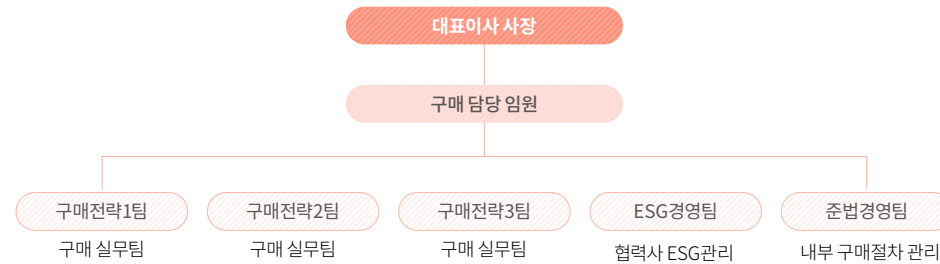 대표이사 사장
구매 담당 임원
구매전략1팀 구매전략2팀 구매전략3팀 ESG경영팀 준법경영팀
구매 실무팀 구매 실무팀 구매 실무팀 협력사 ESG관리 내부 구매절차 관리